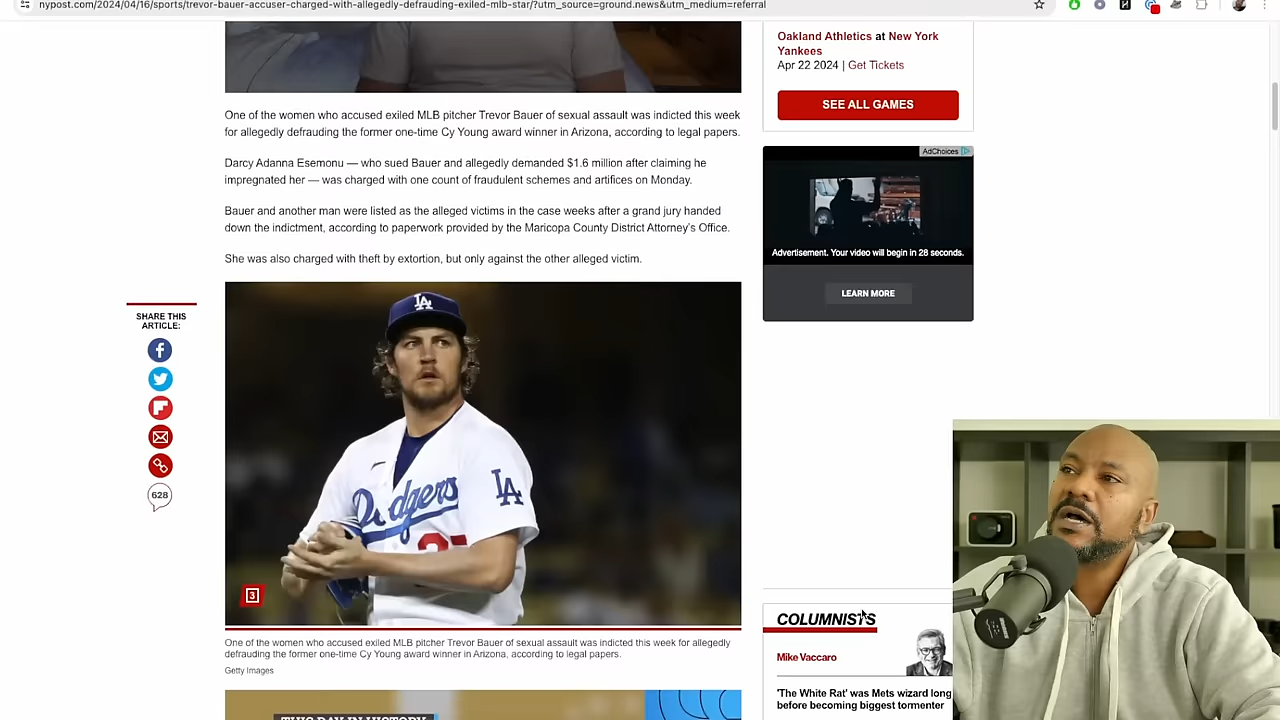 nypost.com/2024/04/16/sports/trevor-bauer-accuser-charged-with-allegedly-defrauding-exiled-mlb-star/?utm_source=ground.news&utm_medium=referral
Oakland Athletics at New York
Yankees
Apr 22 2024 | Get Tickets
SEE ALL GAMES
One of the women who accused exiled MLB pitcher Trevor Bauer of sexual assault was indicted this week
for allegedly defrauding the former one-time Cy Young award winner in Arizona, according to legal papers.
Darcy Adanna Esemonu — who sued Bauer and allegedly demanded $1.6 million after claiming he
impregnated her — was charged with one count of fraudulent schemes and artifices on Monday.
Bauer and another man were listed as the alleged victims in the case weeks after a grand jury handed
down the indictment, according to paperwork provided by the Maricopa County District Attorney's Office.
She was also charged with theft by extortion, but only against the other alleged victim.
AdChoices
Advertisement. Your video will begin in 28 seconds.
LEARN MORE
SHARE THIS
ARTICLE:
628
LA
Dodgers
LA
3
One of the women who accused exiled MLB pitcher Trevor Bauer of sexual assault was indicted this week for allegedly
defrauding the former one-time Cy Young award winner in Arizona, according to legal papers.
Getty Images
THIS DAY IN HISTORY
COLUMNISTS
Mike Vaccaro
'The White Rat' was Mets wizard long
before becoming biggest tormenter